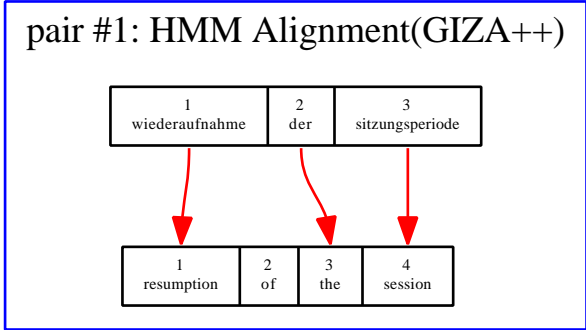 pair #1: HMM Alignment(GIZA++)
1 2 3
wiederaufnahme der sitzungsperiode
1 2 3 4
resumption of the session